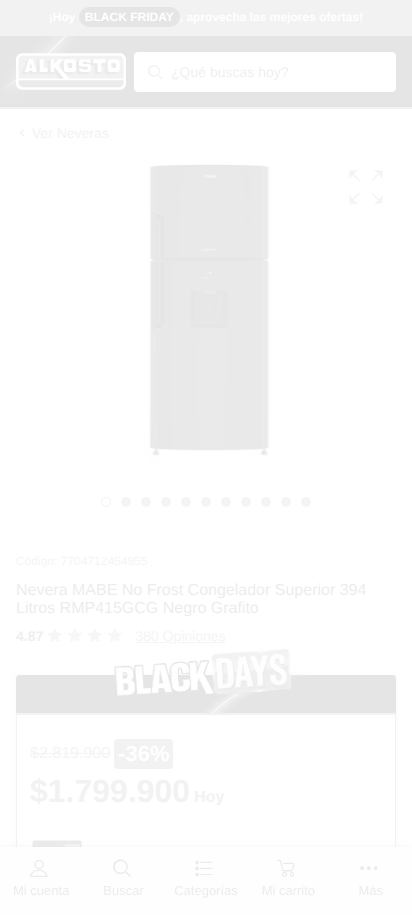 ¡Hoy BLACK FRIDAY, aprovecha las mejores ofertas!
ALKOSTO
¿Qué buscas hoy?
Ver Neveras
Código: 7704712454955
Nevera MABE No Frost Congelador Superior 394
Litros RMP415GCG Negro Grafito
4.87 380 Opiniones
BLACK DAYS
$2.819.900 -36%
$1.799.900 Hoy
Mi cuenta Buscar Categorías Mi carrito Más